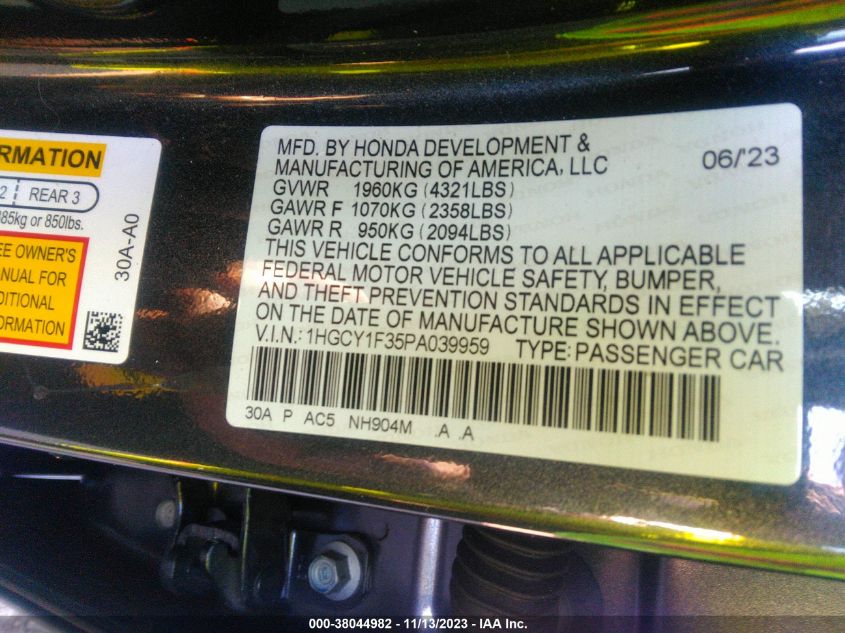 RMATION
2 REAR 3
85kg or 850lbs.
EE OWNER'S
ANUAL FOR
DITIONAL
FORMATION
30A-A0
MFD. BY HONDA DEVELOPMENT &
MANUFACTURING OF AMERICA, LLC 06/'23
GVWR 1960KG (4321LBS)
GAWR F 1070KG (2358LBS)
GAWR R 950KG (2094LBS)
THIS VEHICLE CONFORMS TO ALL APPLICABLE
FEDERAL MOTOR VEHICLE SAFETY, BUMPER,
AND THEFT PREVENTION STANDARDS IN EFFECT
ON THE DATE OF MANUFACTURE SHOWN ABOVE.
V.I.N.: 1HGCY1F35PA039959 TYPE: PASSENGER CAR
30A P AC5 NH904M .A .A
000-38044982 - 11/13/2023 - IAA Inc.